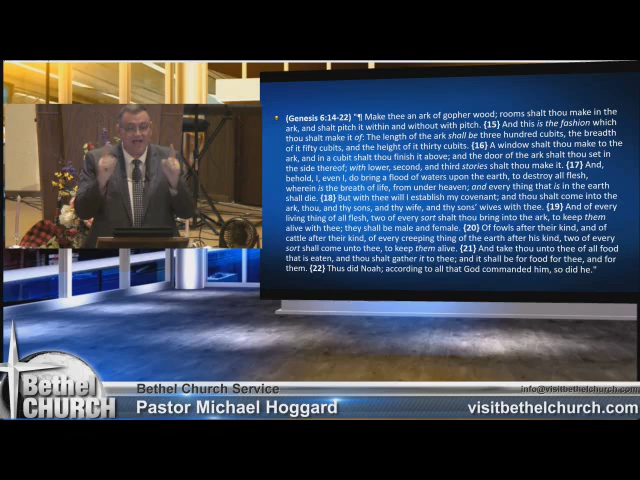 {Genesis 6:14-22} "¶ Make thee an ark of gopher wood; rooms shalt thou make in the
ark, and shalt pitch it within and without with pitch. {15} And this is the fashion which
thou shalt make it of: The length of the ark shall be three hundred cubits, the breadth
of it fifty cubits, and the height of it thirty cubits. {16} A window shalt thou make to the
ark, and in a cubit shalt thou finish it above; and the door of the ark shalt thou set in
the side thereof; with lower, second, and third stories shalt thou make it. {17} And,
behold, I, even I, do bring a flood of waters upon the earth, to destroy all flesh,
wherein is the breath of life, from under heaven; and every thing that is in the earth
shall die. {18} But with thee will I establish my covenant; and thou shalt come into the
ark, thou, and thy sons, and thy wife, and thy sons' wives with thee. {19} And of every
living thing of all flesh, two of every sort shalt thou bring into the ark, to keep them
alive with thee; they shall be male and female. {20} Of fowls after their kind, and of
cattle after their kind, of every creeping thing of the earth after his kind, two of every
sort shall come unto thee, to keep them alive. {21} And take thou unto thee of all food
that is eaten, and thou shalt gather it to thee; and it shall be for food for thee, and for
them. {22} Thus did Noah; according to all that God commanded him, so did he."
Bethel
CHURCH
Bethel Church Service
info@visitbethelchurch.com
Pastor Michael Hoggard
visitbethelchurch.com